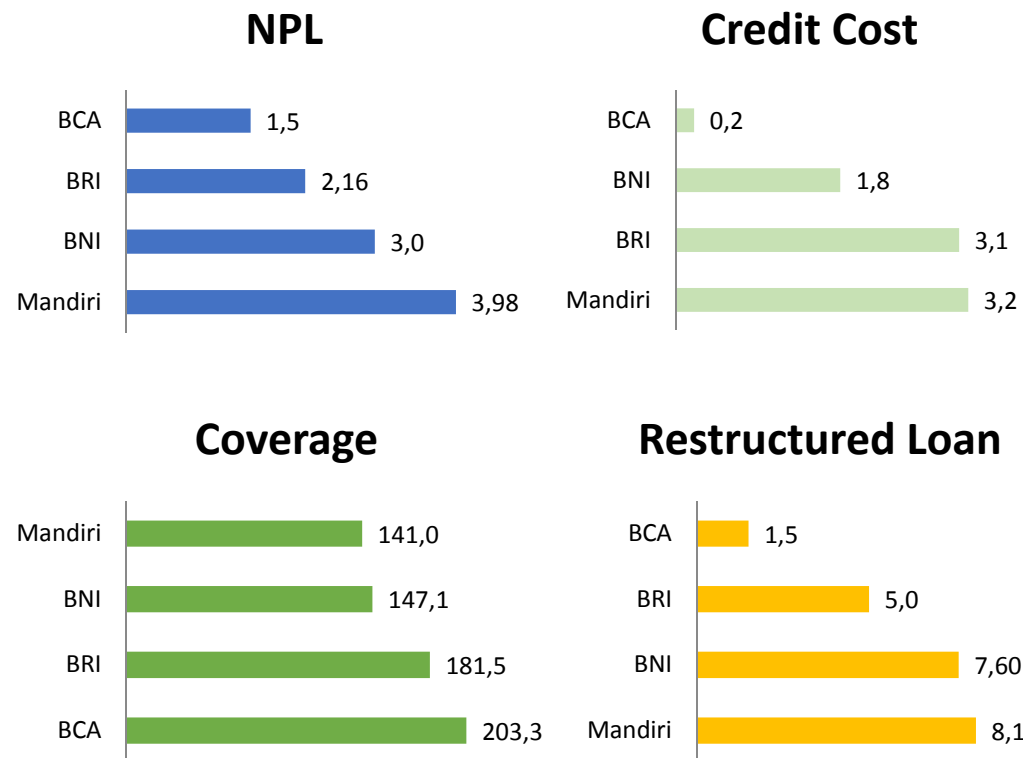 NPL
BCA 1,5
BRI 2,16
BNI 3,0
Mandiri 3,98
Credit Cost
BCA 0,2
BNI 1,8
BRI 3,1
Mandiri 3,2
Coverage
Mandiri 141,0
BNI 147,1
BRI 181,5
BCA 203,3
Restructured Loan
BCA 1,5
BRI 5,0
BNI 7,60
Mandiri 8,1